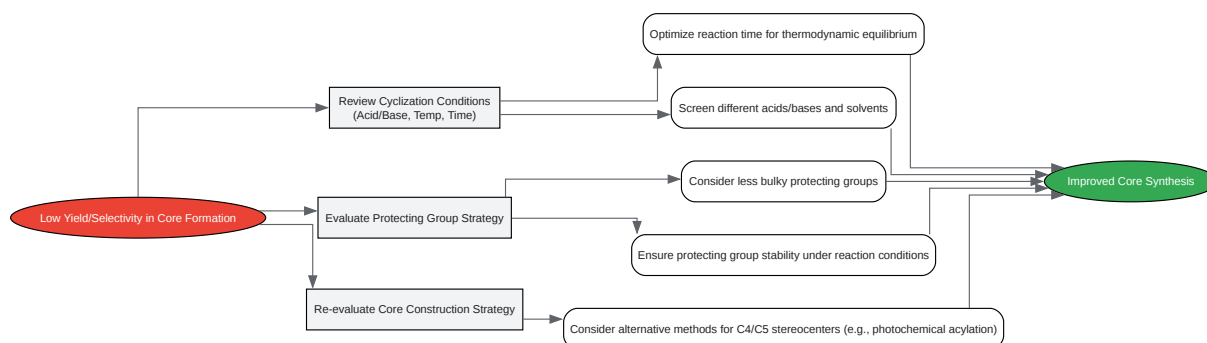 Optimize reaction time for thermodynamic equilibrium
Review Cyclization Conditions
(Acid/Base, Temp, Time)
Screen different acids/bases and solvents
Consider less bulky protecting groups
Improved Core Synthesis
Low Yield/Selectivity in Core Formation
Evaluate Protecting Group Strategy
Ensure protecting group stability under reaction conditions
Re-evaluate Core Construction Strategy
Consider alternative methods for C4/C5 stereocenters (e.g., photochemical acylation)